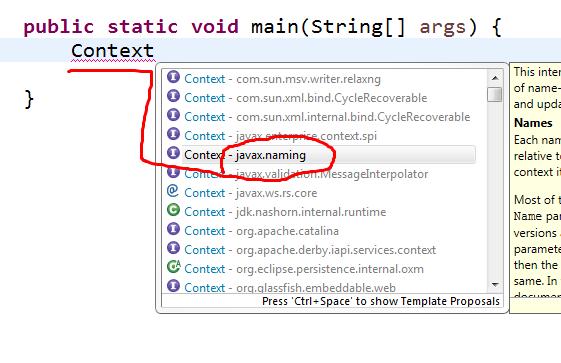 public static void main(String[] args) {
Context
}
Context - com.sun.msv.writer.relaxng
Context - com.sun.xml.bind.CycleRecoverable
Context - com.sun.xml.internal.bind.CycleRecoverable
Context - javax.enterprise.context.spi
Context - javax.naming
Context - javax.validation.MessageInterpolator
Context - javax.ws.rs.core
Context - jdk.nashorn.internal.runtime
Context - org.apache.catalina
Context - org.apache.derby.iapi.services.context
Context - org.eclipse.persistence.internal.oxm
Context - org.glassfish.embeddable.web
Press 'Ctrl+Space' to show Template Proposals
This inter
of name-
and upda
Names
Each nam
relative to
context it
Most of t
Name par
versions a
paramete
then the
same. In